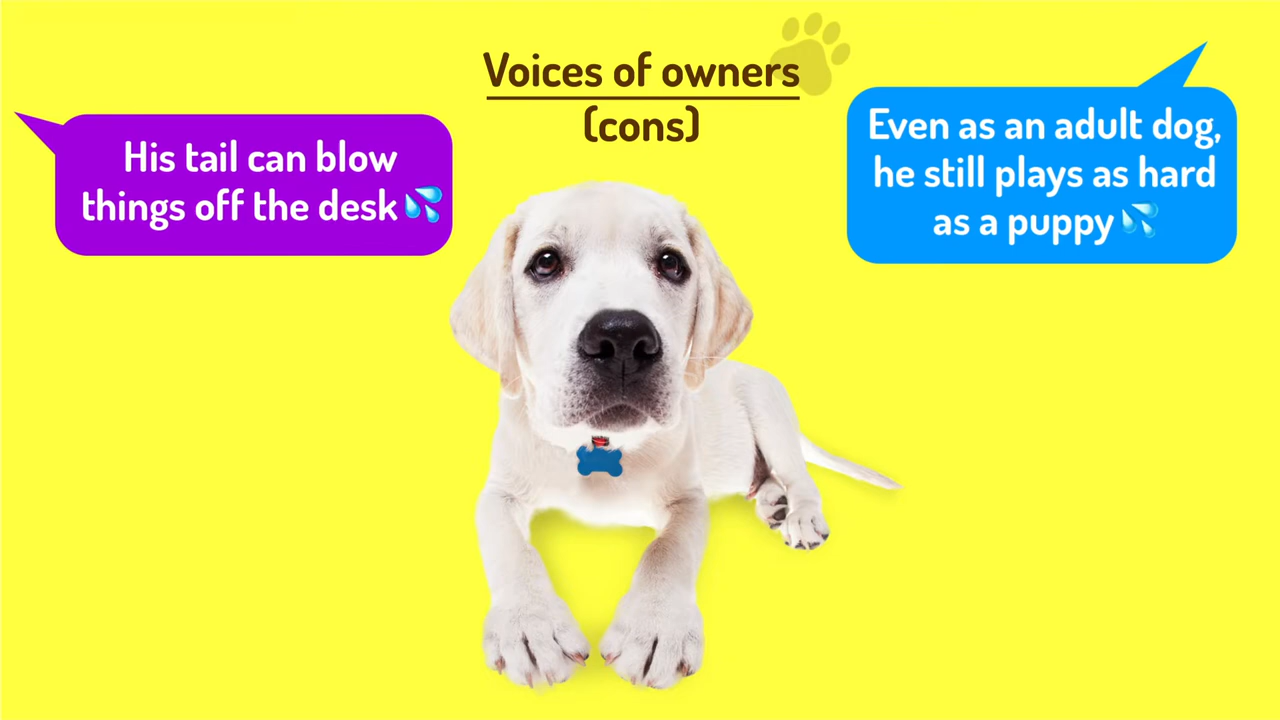 Voices of owners
(cons)
His tail can blow
things off the desk💦
Even as an adult dog,
he still plays as hard
as a puppy💦